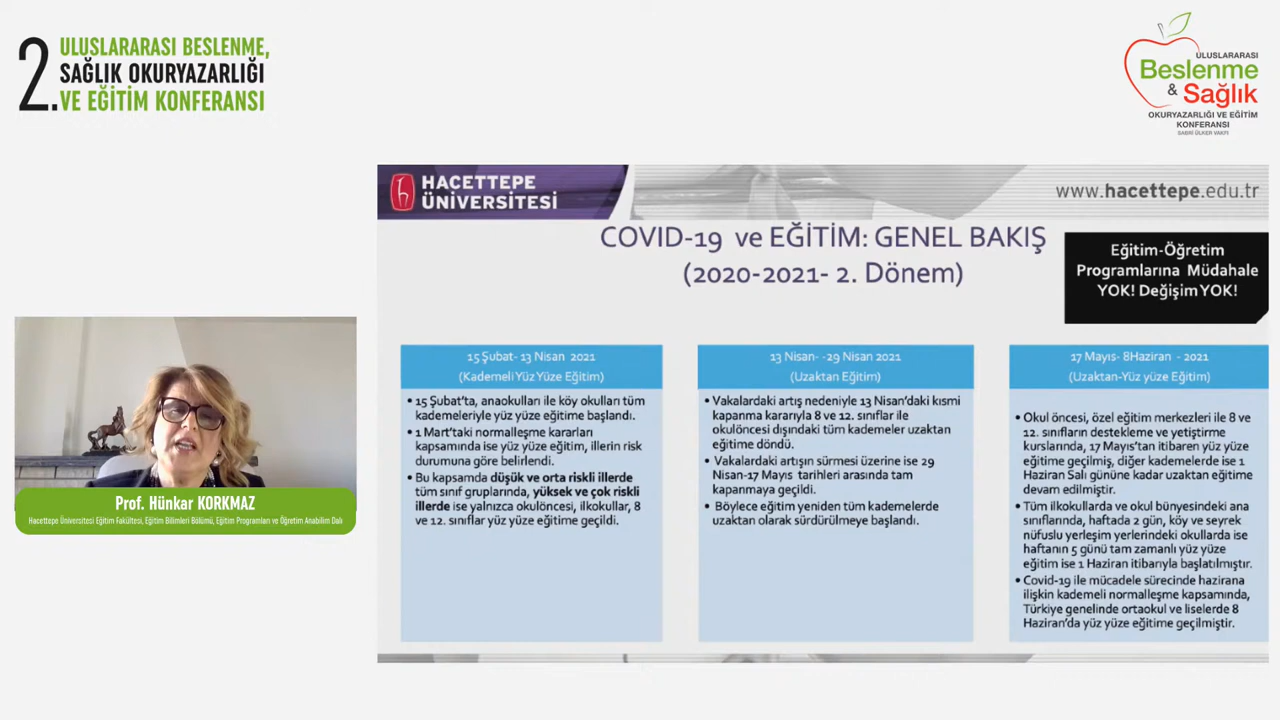 2.
ULUSLARARASI BESLENME,
SAĞLIK OKURYAZARLIĞI
VE EĞİTİM KONFERANSI
ULUSLARARASI
Beslenme
& Sağlık
OKURYAZARLIĞI VE EĞİTİM
KONFERANSI
SABRİ ÜLKER VAKFI
HACETTEPE
ÜNİVERSİTESİ
www.hacettepe.edu.tr
COVID-19 ve EĞİTİM: GENEL BAKIŞ
(2020-2021- 2. Dönem)
Eğitim-Öğretim
Programlarına Müdahale
YOK! Değişim YOK!
15 Şubat- 13 Nisan 2021
(Kademeli Yüz Yüze Eğitim)
• 15 Şubat'ta, anaokulları ile köy okulları tüm
kademeleriyle yüz yüze eğitime başlandı.
• 1 Mart'taki normalleşme kararları
kapsamında ise yüz yüze eğitim, illerin risk
durumuna göre belirlendi.
• Bu kapsamda düşük ve orta riskli illerde
tüm sınıf gruplarında, yüksek ve çok riskli
illerde ise yalnızca okulöncesi, ilkokullar, 8
ve 12. sınıflar yüz yüze eğitime geçildi.
13 Nisan- -29 Nisan 2021
(Uzaktan Eğitim)
• Vakalardaki artış nedeniyle 13 Nisan'daki kısmi
kapanma kararıyla 8 ve 12. sınıflar ile
okulöncesi dışındaki tüm kademeler uzaktan
eğitime döndü.
• Vakalardaki artışın sürmesi üzerine ise 29
Nisan-17 Mayıs tarihleri arasında tam
kapanmaya geçildi.
• Böylece eğitim yeniden tüm kademelerde
uzaktan olarak sürdürülmeye başlandı.
17 Mayıs- 8Haziran - 2021
(Uzaktan-Yüz yüze Eğitim)
• Okul öncesi, özel eğitim merkezleri ile 8 ve
12. sınıfların destekleme ve yetiştirme
kurslarında, 17 Mayıs'tan itibaren yüz yüze
eğitime geçilmiş, diğer kademelerde ise 1
Haziran Salı gününe kadar uzaktan eğitime
devam edilmiştir.
• Tüm ilkokullarda ve okul bünyesindeki ana
sınıflarında, haftada 2 gün, köy ve seyrek
nüfuslu yerleşim yerlerindeki okullarda ise
haftanın 5 günü tam zamanlı yüz yüze
eğitim ise 1 Haziran itibarıyla başlatılmıştır.
• Covid-19 ile mücadele sürecinde hazirana
ilişkin kademeli normalleşme kapsamında,
Türkiye genelinde ortaokul ve liselerde 8
Haziran'da yüz yüze eğitime geçilmiştir.
Prof. Hünkar KORKMAZ
Hacettepe Üniversitesi Eğitim Fakültesi, Eğitim Bilimleri Bölümü, Eğitim Programları ve Öğretim Anabilim Dalı